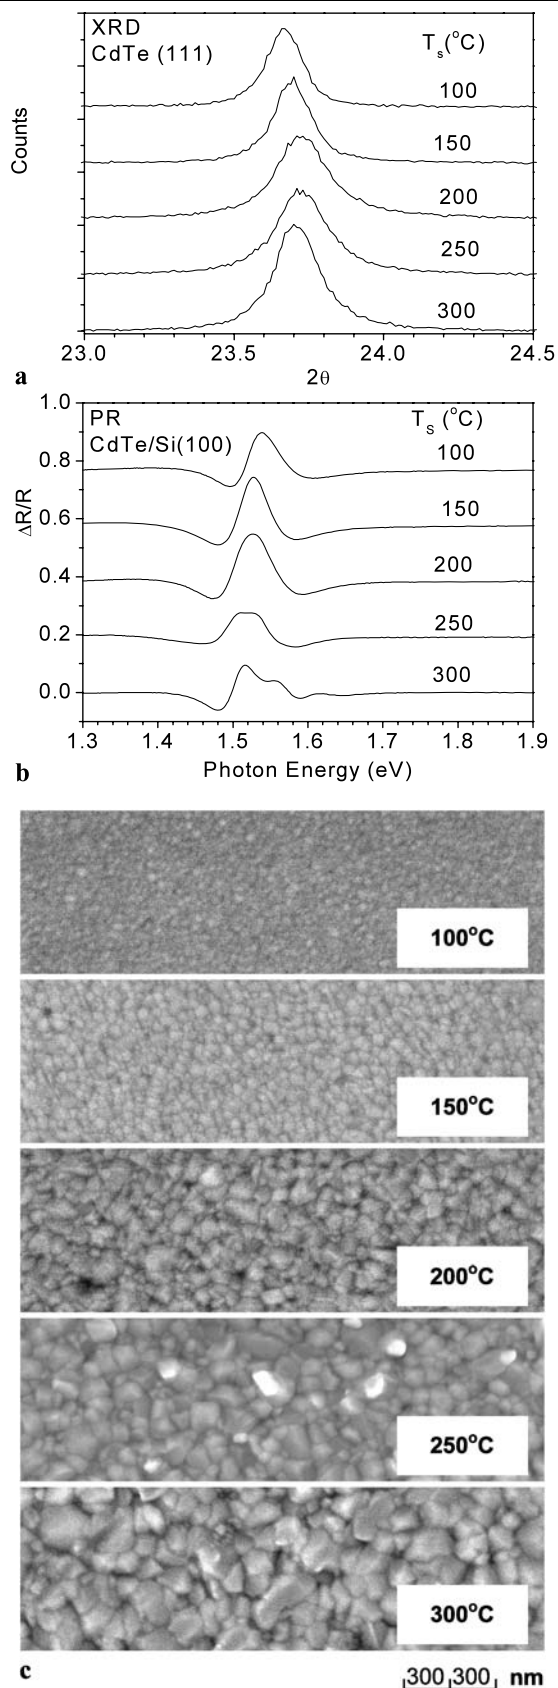 XRD
CdTe (111)
Ts(°C)
100
150
200
250
300
Counts
23.0 23.5 24.0 24.5
2θ
a
1.0
0.8
0.6
0.4
0.2
0.0
ΔR/R
PR
CdTe/Si(100)
TS (°C)
100
150
200
250
300
1.3 1.4 1.5 1.6 1.7 1.8 1.9
Photon Energy (eV)
b
100°C
150°C
200°C
250°C
300°C
c
300 300 nm